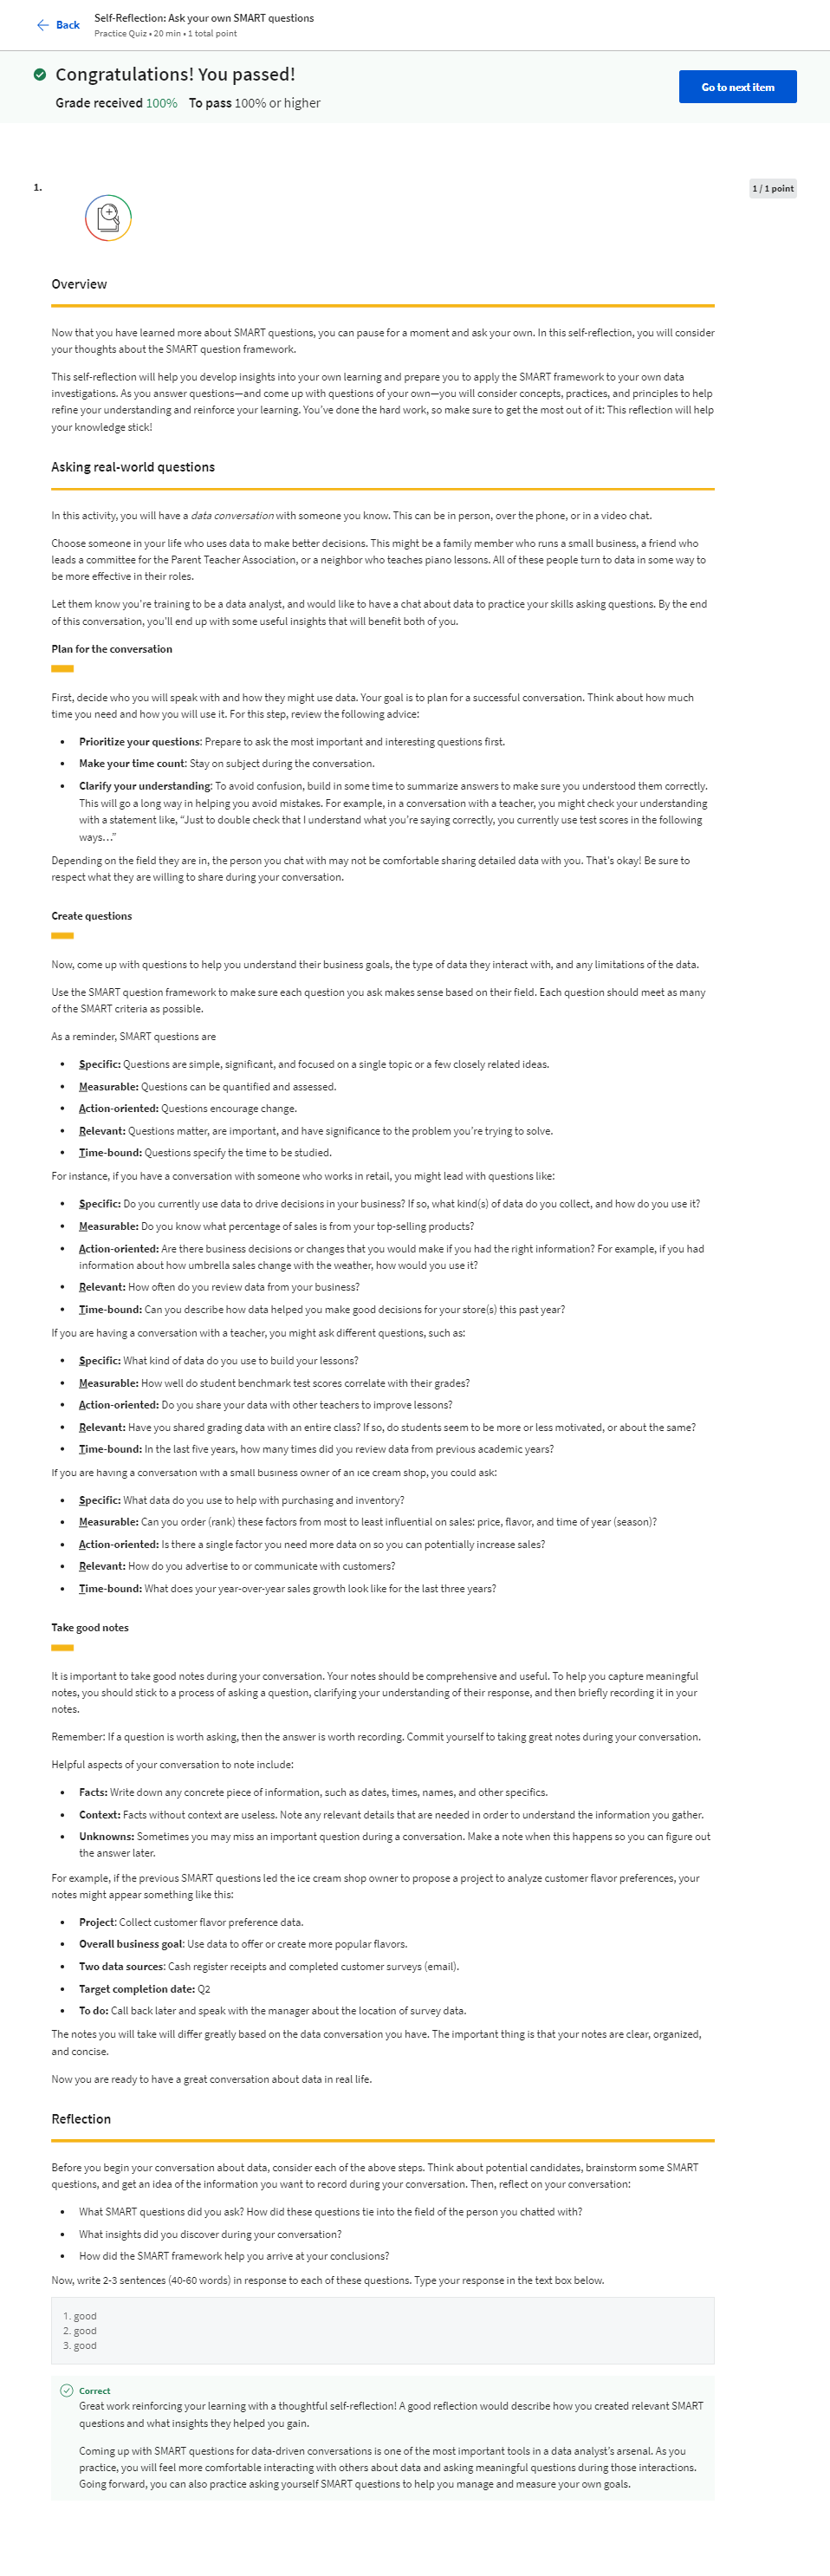 Back
Self-Reflection: Ask your own SMART questions
Practice Quiz • 20 min • 1 total point
Congratulations! You passed!
Grade received 100% To pass 100% or higher
Go to next item
1.
1 / 1 point
Overview
Now that you have learned more about SMART questions, you can pause for a moment and ask your own. In this self-reflection, you will consider
your thoughts about the SMART question framework.
This self-reflection will help you develop insights into your own learning and prepare you to apply the SMART framework to your own data
investigations. As you answer questions—and come up with questions of your own—you will consider concepts, practices, and principles to help
refine your understanding and reinforce your learning. You've done the hard work, so make sure to get the most out of it: This reflection will help
your knowledge stick!
Asking real-world questions
In this activity, you will have a data conversation with someone you know. This can be in person, over the phone, or in a video chat.
Choose someone in your life who uses data to make better decisions. This might be a family member who runs a small business, a friend who
leads a committee for the Parent Teacher Association, or a neighbor who teaches piano lessons. All of these people turn to data in some way to
be more effective in their roles.
Let them know you're training to be a data analyst, and would like to have a chat about data to practice your skills asking questions. By the end
of this conversation, you'll end up with some useful insights that will benefit both of you.
Plan for the conversation
First, decide who you will speak with and how they might use data. Your goal is to plan for a successful conversation. Think about how much
time you need and how you will use it. For this step, review the following advice:
• Prioritize your questions: Prepare to ask the most important and interesting questions first.
• Make your time count: Stay on subject during the conversation.
• Clarify your understanding: To avoid confusion, build in some time to summarize answers to make sure you understood them correctly.
This will go a long way in helping you avoid mistakes. For example, in a conversation with a teacher, you might check your understanding
with a statement like, “Just to double check that I understand what you're saying correctly, you currently use test scores in the following
ways…”
Depending on the field they are in, the person you chat with may not be comfortable sharing detailed data with you. That's okay! Be sure to
respect what they are willing to share during your conversation.
Create questions
Now, come up with questions to help you understand their business goals, the type of data they interact with, and any limitations of the data.
Use the SMART question framework to make sure each question you ask makes sense based on their field. Each question should meet as many
of the SMART criteria as possible.
As a reminder, SMART questions are
• Specific: Questions are simple, significant, and focused on a single topic or a few closely related ideas.
• Measurable: Questions can be quantified and assessed.
• Action-oriented: Questions encourage change.
• Relevant: Questions matter, are important, and have significance to the problem you're trying to solve.
• Time-bound: Questions specify the time to be studied.
For instance, if you have a conversation with someone who works in retail, you might lead with questions like:
• Specific: Do you currently use data to drive decisions in your business? If so, what kind(s) of data do you collect, and how do you use it?
• Measurable: Do you know what percentage of sales is from your top-selling products?
• Action-oriented: Are there business decisions or changes that you would make if you had the right information? For example, if you had
information about how umbrella sales change with the weather, how would you use it?
• Relevant: How often do you review data from your business?
• Time-bound: Can you describe how data helped you make good decisions for your store(s) this past year?
If you are having a conversation with a teacher, you might ask different questions, such as:
• Specific: What kind of data do you use to build your lessons?
• Measurable: How well do student benchmark test scores correlate with their grades?
• Action-oriented: Do you share your data with other teachers to improve lessons?
• Relevant: Have you shared grading data with an entire class? If so, do students seem to be more or less motivated, or about the same?
• Time-bound: In the last five years, how many times did you review data from previous academic years?
If you are having a conversation with a small business owner of an ice cream shop, you could ask:
• Specific: What data do you use to help with purchasing and inventory?
• Measurable: Can you order (rank) these factors from most to least influential on sales: price, flavor, and time of year (season)?
• Action-oriented: Is there a single factor you need more data on so you can potentially increase sales?
• Relevant: How do you advertise to or communicate with customers?
• Time-bound: What does your year-over-year sales growth look like for the last three years?
Take good notes
It is important to take good notes during your conversation. Your notes should be comprehensive and useful. To help you capture meaningful
notes, you should stick to a process of asking a question, clarifying your understanding of their response, and then briefly recording it in your
notes.
Remember: If a question is worth asking, then the answer is worth recording. Commit yourself to taking great notes during your conversation.
Helpful aspects of your conversation to note include:
• Facts: Write down any concrete piece of information, such as dates, times, names, and other specifics.
• Context: Facts without context are useless. Note any relevant details that are needed in order to understand the information you gather.
• Unknowns: Sometimes you may miss an important question during a conversation. Make a note when this happens so you can figure out
the answer later.
For example, if the previous SMART questions led the ice cream shop owner to propose a project to analyze customer flavor preferences, your
notes might appear something like this:
• Project: Collect customer flavor preference data.
• Overall business goal: Use data to offer or create more popular flavors.
• Two data sources: Cash register receipts and completed customer surveys (email).
• Target completion date: Q2
• To do: Call back later and speak with the manager about the location of survey data.
The notes you will take will differ greatly based on the data conversation you have. The important thing is that your notes are clear, organized,
and concise.
Now you are ready to have a great conversation about data in real life.
Reflection
Before you begin your conversation about data, consider each of the above steps. Think about potential candidates, brainstorm some SMART
questions, and get an idea of the information you want to record during your conversation. Then, reflect on your conversation:
• What SMART questions did you ask? How did these questions tie into the field of the person you chatted with?
• What insights did you discover during your conversation?
• How did the SMART framework help you arrive at your conclusions?
Now, write 2-3 sentences (40-60 words) in response to each of these questions. Type your response in the text box below.
1. good
2. good
3. good
Correct
Great work reinforcing your learning with a thoughtful self-reflection! A good reflection would describe how you created relevant SMART
questions and what insights they helped you gain.
Coming up with SMART questions for data-driven conversations is one of the most important tools in a data analyst's arsenal. As you
practice, you will feel more comfortable interacting with others about data and asking meaningful questions during those interactions.
Going forward, you can also practice asking yourself SMART questions to help you manage and measure your own goals.